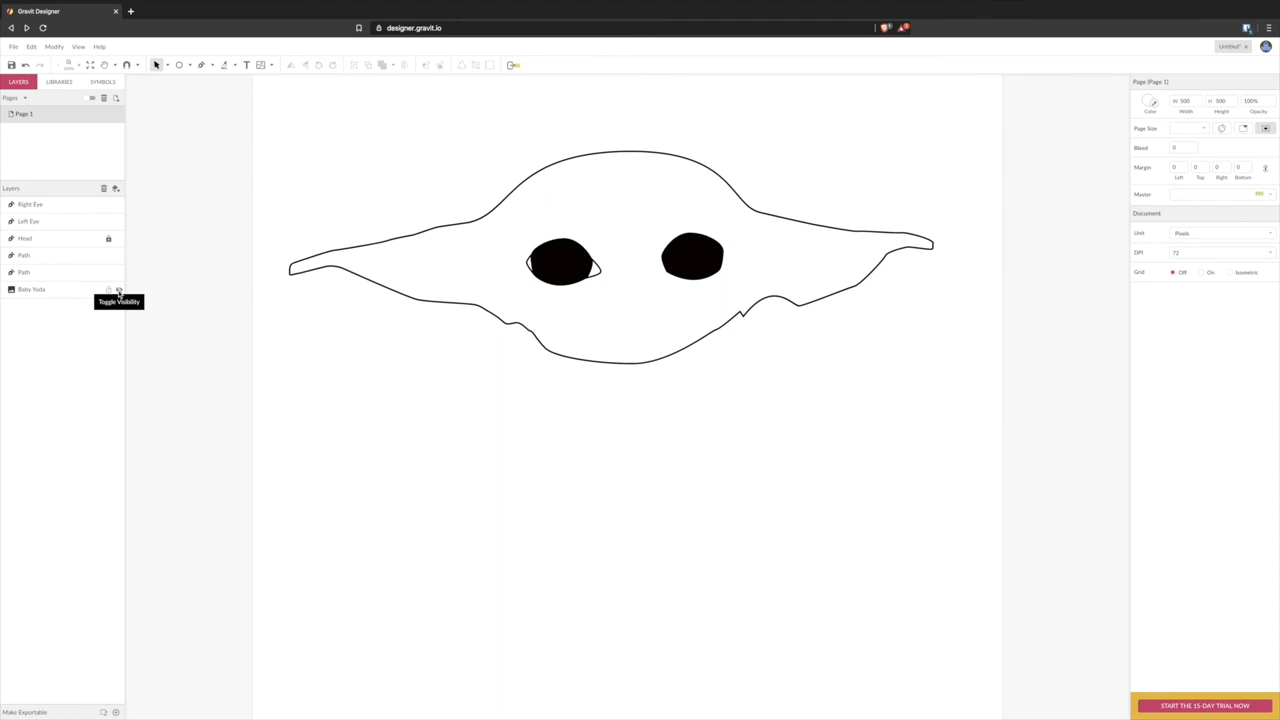 Gravit Designer
designer.gravit.io
File Edit Modify View Help
Untitled*
LAYERS LIBRARIES SYMBOLS
Pages
Page 1
Layers
Right Eye
Left Eye
Head
Path
Path
Baby Yoda
Toggle Visibility
Make Exportable
Page (Page 1)
W 500 H 500 100%
Color Width Height Opacity
Page Size
Bleed 0
Margin 0 0 0 0
Left Top Right Bottom
Master PRO
Document
Unit Pixels
DPI 72
Grid Off On Isometric
START THE 15-DAY TRIAL NOW